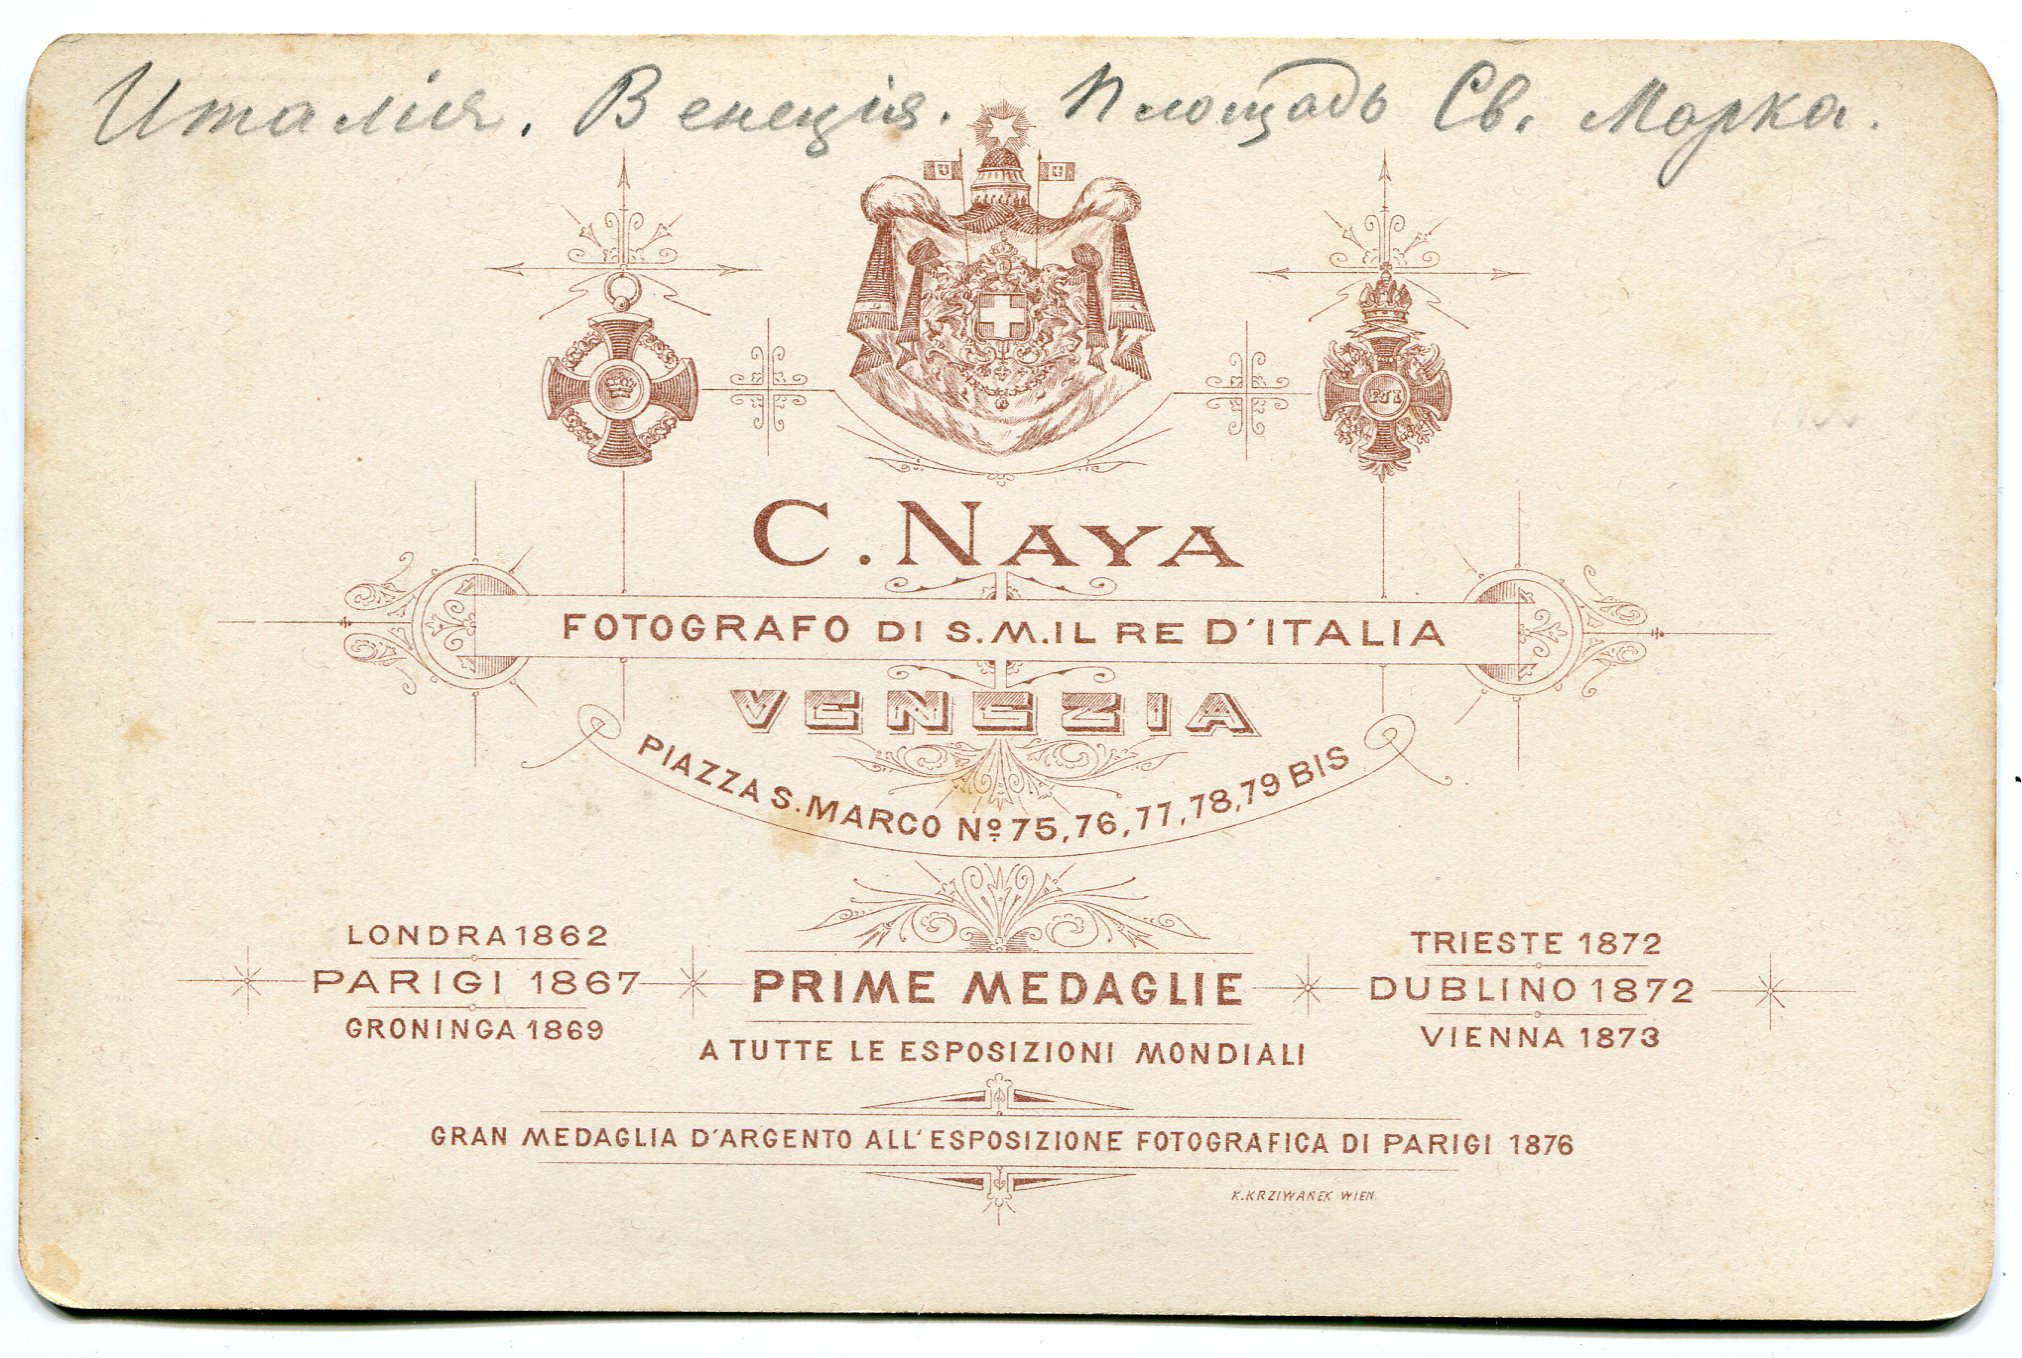 Италія. Венеція. Площадь Св. Марка.
C. NAYA
FOTOGRAFO DI S.M. IL RE D'ITALIA
VENEZIA
PIAZZA S. MARCO Nº 75, 76, 77, 78, 79 BIS
LONDRA 1862
PARIGI 1867
GRONINGA 1869
PRIME MEDAGLIE
A TUTTE LE ESPOSIZIONI MONDIALI
TRIESTE 1872
DUBLINO 1872
VIENNA 1873
GRAN MEDAGLIA D'ARGENTO ALL'ESPOSIZIONE FOTOGRAFICA DI PARIGI 1876
K. KRZIWANEK WIEN